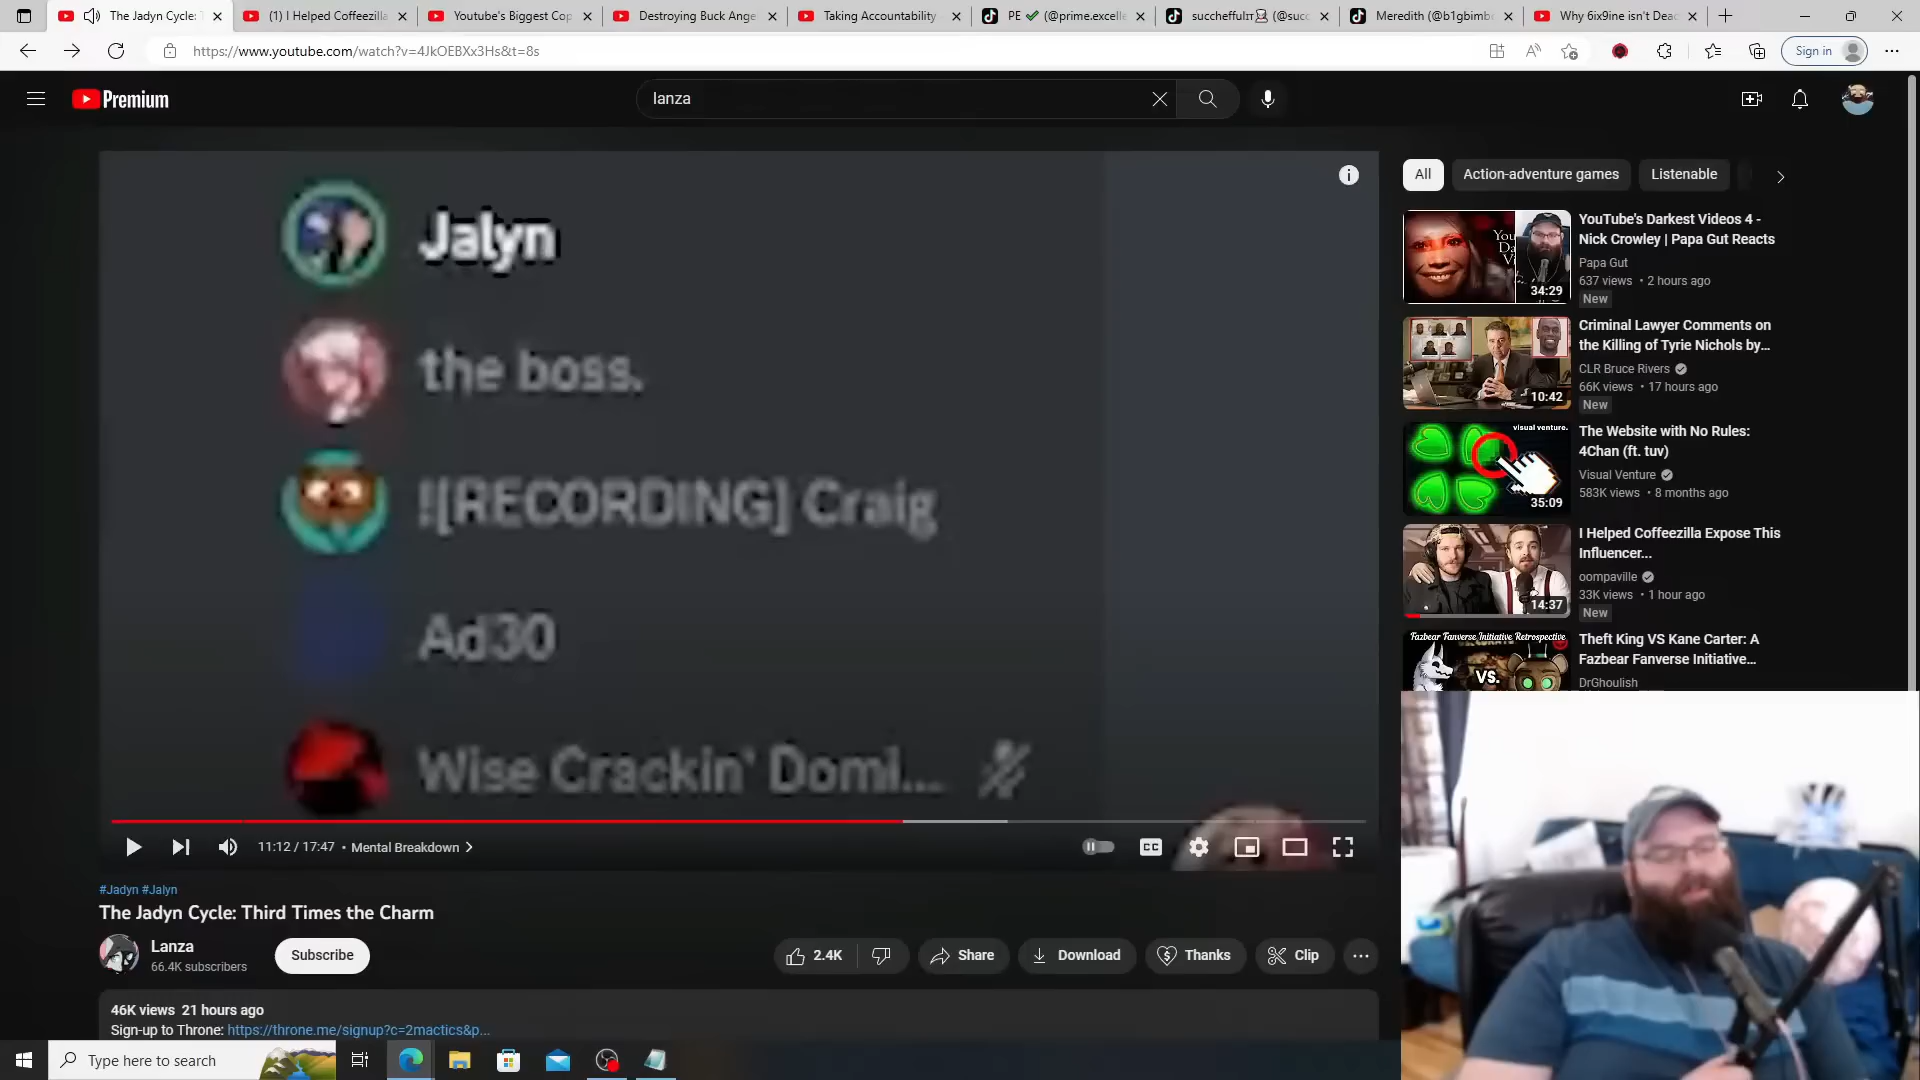 The Jadyn Cycle: T
(1) I Helped Coffeezilla
Youtube's Biggest Cop
Destroying Buck Ange
Taking Accountability
PE ✔ (@prime.excelle
Meredith (@b1gbimb
Why 6ix9ine isn't Dead
https://www.youtube.com/watch?v=4JkOEBXx3Hs&t=8s
Sign in
Premium
lanza
Jalyn
the boss.
![RECORDING] Craig
Ad30
Wise Crackin' Domi...
11:12 / 17:47 • Mental Breakdown
CC
#Jadyn #Jalyn
The Jadyn Cycle: Third Times the Charm
Lanza
66.4K subscribers
Subscribe
2.4K
Share
Download
Thanks
Clip
46K views 21 hours ago
Sign-up to Throne: https://throne.me/signup?c=2mactics&p...
All
Action-adventure games
Listenable
34:29
YouTube's Darkest Videos 4 -
Nick Crowley | Papa Gut Reacts
Papa Gut
637 views • 2 hours ago
New
10:42
Criminal Lawyer Comments on
the Killing of Tyrie Nichols by...
CLR Bruce Rivers
66K views • 17 hours ago
New
visual venture.
35:09
The Website with No Rules:
4Chan (ft. tuv)
Visual Venture
583K views • 8 months ago
14:37
I Helped Coffeezilla Expose This
Influencer...
oompaville
33K views • 1 hour ago
New
Fazbear Fanverse Initiative Retrospective
VS.
Theft King VS Kane Carter: A
Fazbear Fanverse Initiative...
DrGhoulish
Type here to search